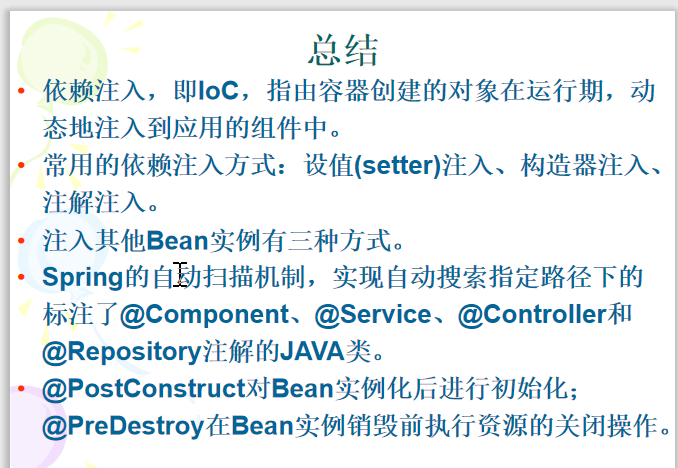 总结
依赖注入，即IoC，指由容器创建的对象在运行期，动
态地注入到应用的组件中。
常用的依赖注入方式：设值(setter)注入、构造器注入、
注解注入。
注入其他Bean实例有三种方式。
Spring的自动扫描机制，实现自动搜索指定路径下的
标注了@Component、@Service、@Controller和
@Repository注解的JAVA类。
@PostConstruct对Bean实例化后进行初始化；
@PreDestroy在Bean实例销毁前执行资源的关闭操作。